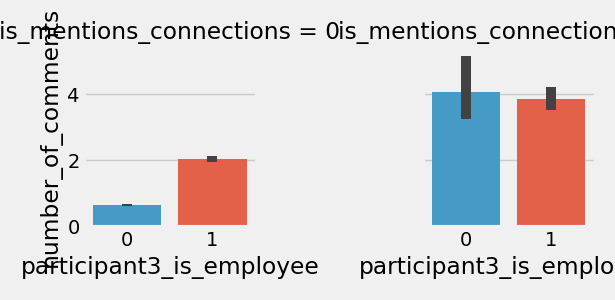 is_mentions_connections = 0
is_mentions_connection
number_of_comments
4
2
0
0
1
0
1
participant3_is_employee
participant3_is_emplo